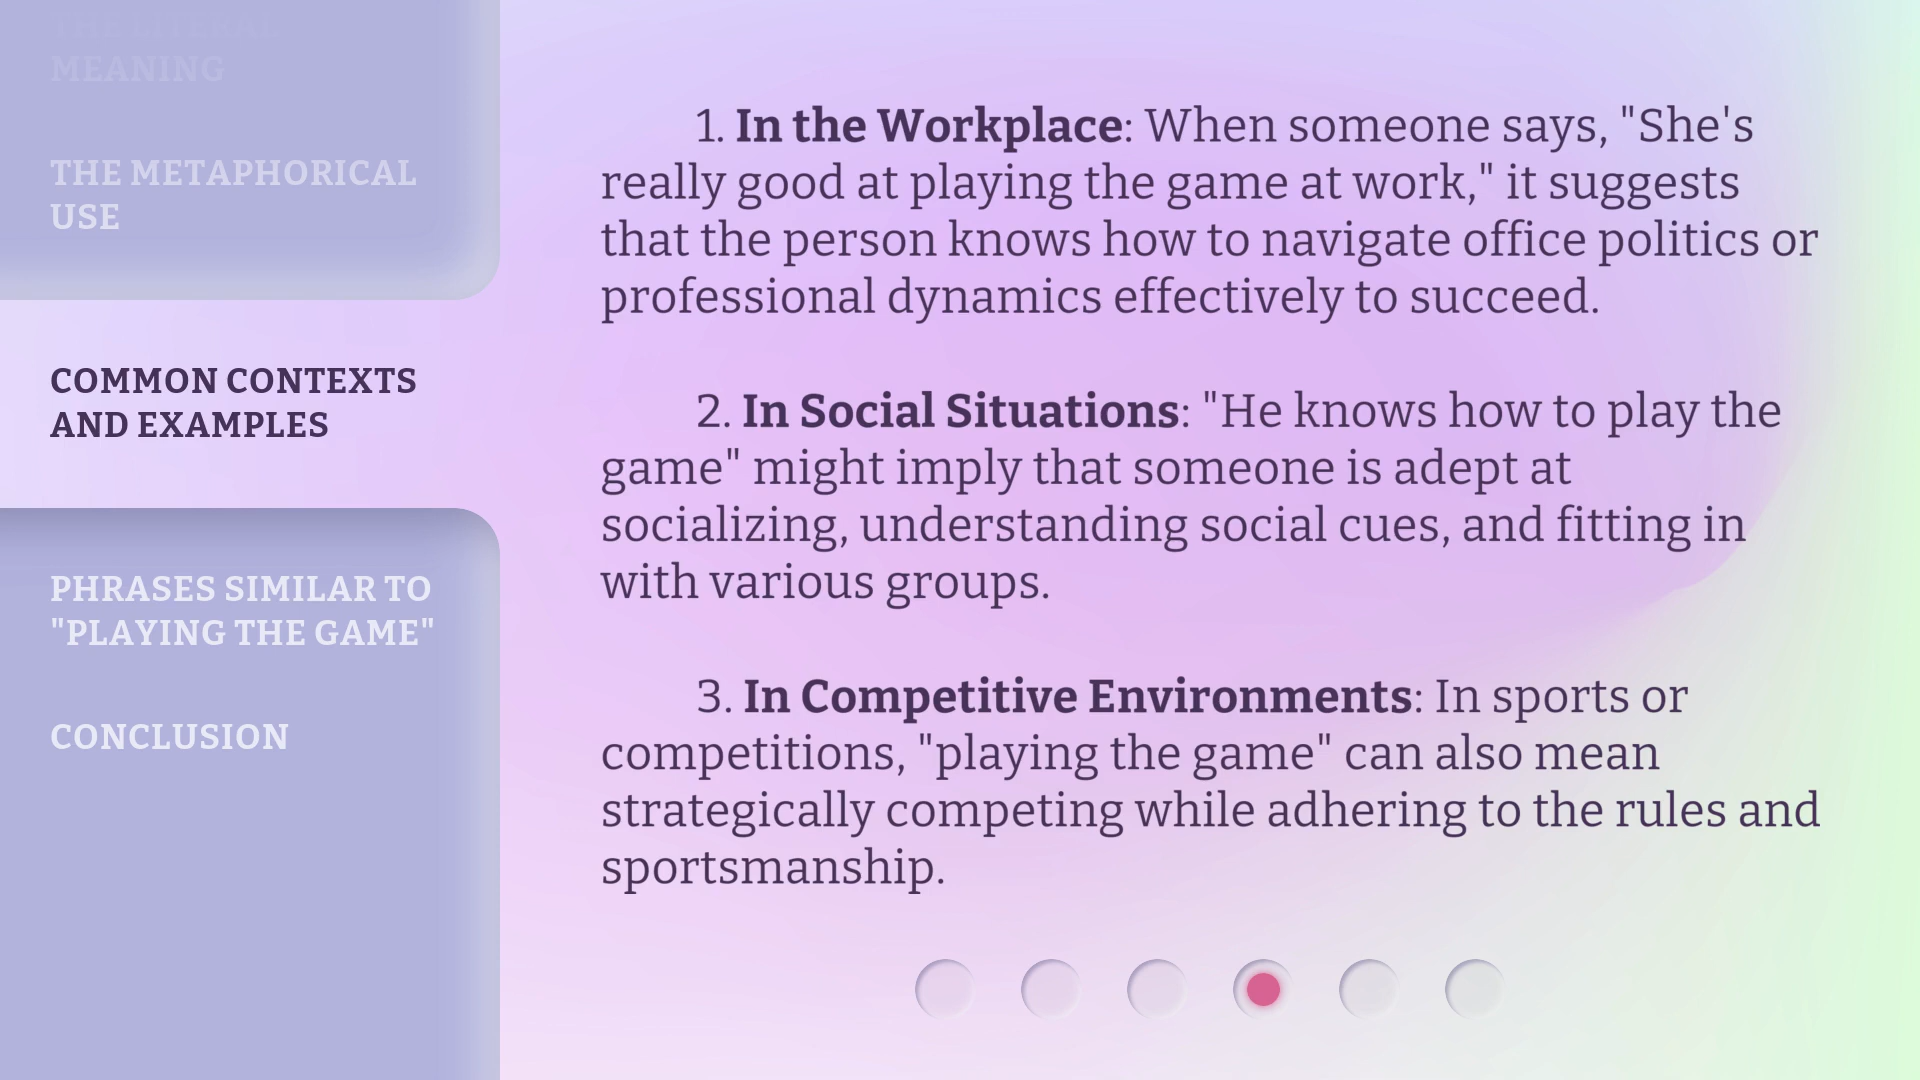 THE LITERAL
MEANING
THE METAPHORICAL
USE
COMMON CONTEXTS
AND EXAMPLES
PHRASES SIMILAR TO
"PLAYING THE GAME"
CONCLUSION
1. In the Workplace: When someone says, "She's
really good at playing the game at work," it suggests
that the person knows how to navigate office politics or
professional dynamics effectively to succeed.
2. In Social Situations: "He knows how to play the
game" might imply that someone is adept at
socializing, understanding social cues, and fitting in
with various groups.
3. In Competitive Environments: In sports or
competitions, "playing the game" can also mean
strategically competing while adhering to the rules and
sportsmanship.